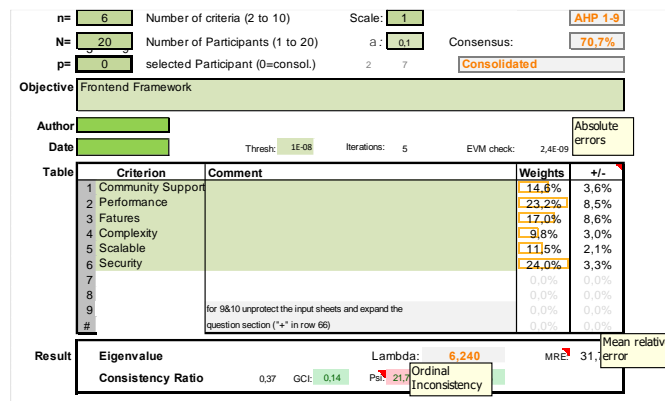 n= 6 Number of criteria (2 to 10) Scale: 1 AHP 1-9
N= 20 Number of Participants (1 to 20) a: 0,1 Consensus: 70,7%
p= 0 selected Participant (0=consol.) 2 7 Consolidated
Objective Frontend Framework
Author
Absolute errors
Date Thresh: 1E-08 Iterations: 5 EVM check: 2,4E-09
Table Criterion Comment Weights +/-
1 Community Support 14,6% 3,6%
2 Performance 23,2% 8,5%
3 Fatures 17,0% 8,6%
4 Complexity 9,8% 3,0%
5 Scalable 11,5% 2,1%
6 Security 24,0% 3,3%
7 0,0% 0,0%
8 0,0% 0,0%
9 for 9&10 unprotect the input sheets and expand the 0,0% 0,0%
# question section ("+" in row 66) 0,0% 0,0%
Mean relativ error
Result Eigenvalue Lambda: 6,240 MRE: 31,
Consistency Ratio 0,37 GCI: 0,14 Psi: 21,7
Ordinal Inconsistency